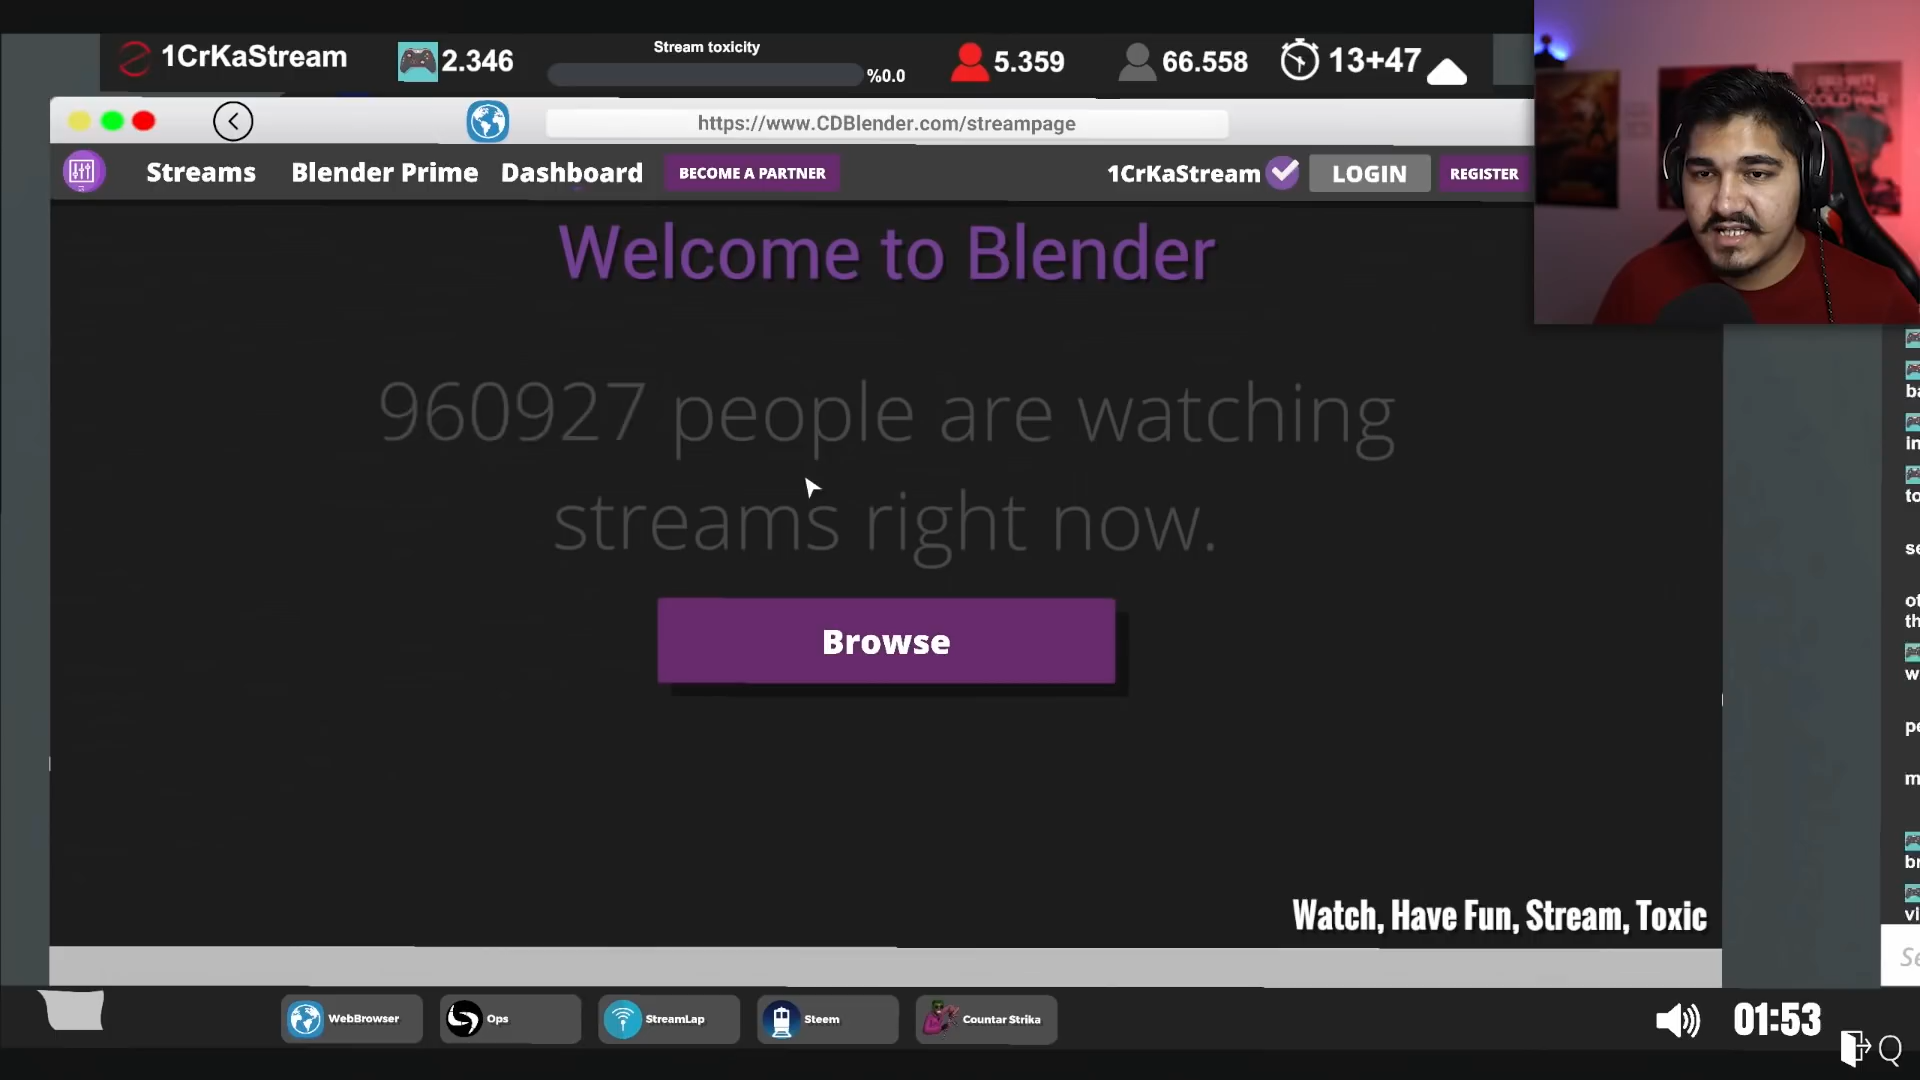 1CrKaStream 2.346 Stream toxicity %0.0 5.359 66.558 13+47
https://www.CDBlender.com/streampage
Streams Blender Prime Dashboard BECOME A PARTNER 1CrKaStream LOGIN REGISTER
Welcome to Blender
960927 people are watching
streams right now.
Browse
Watch, Have Fun, Stream, Toxic
WebBrowser Ops StreamLap Steem Countar Strika 01:53
Q